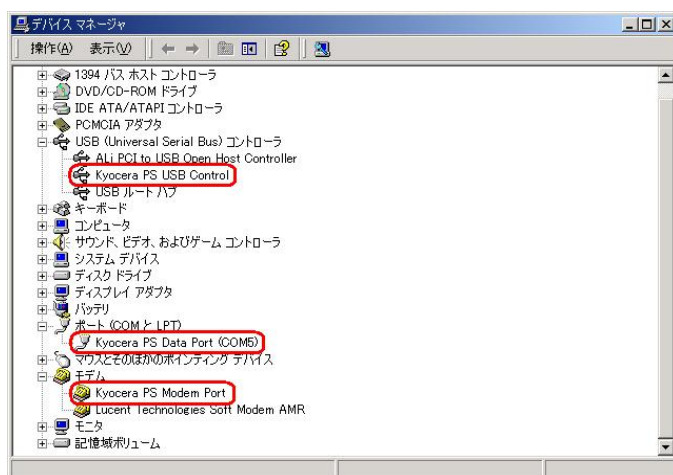 デバイス マネージャ
操作(A) 表示(V)
1394 バス ホスト コントローラ
DVD/CD-ROM ドライブ
IDE ATA/ATAPI コントローラ
PCMCIA アダプタ
USB (Universal Serial Bus) コントローラ
ALi PCI to USB Open Host Controller
Kyocera PS USB Control
USB ルート ハブ
キーボード
コンピュータ
サウンド、ビデオ、およびゲーム コントローラ
システム デバイス
ディスク ドライブ
ディスプレイ アダプタ
バッテリ
ポート (COM と LPT)
Kyocera PS Data Port (COM5)
マウスとそのほかのポインティング デバイス
モデム
Kyocera PS Modem Port
Lucent Technologies Soft Modem AMR
モニタ
記憶域ボリューム